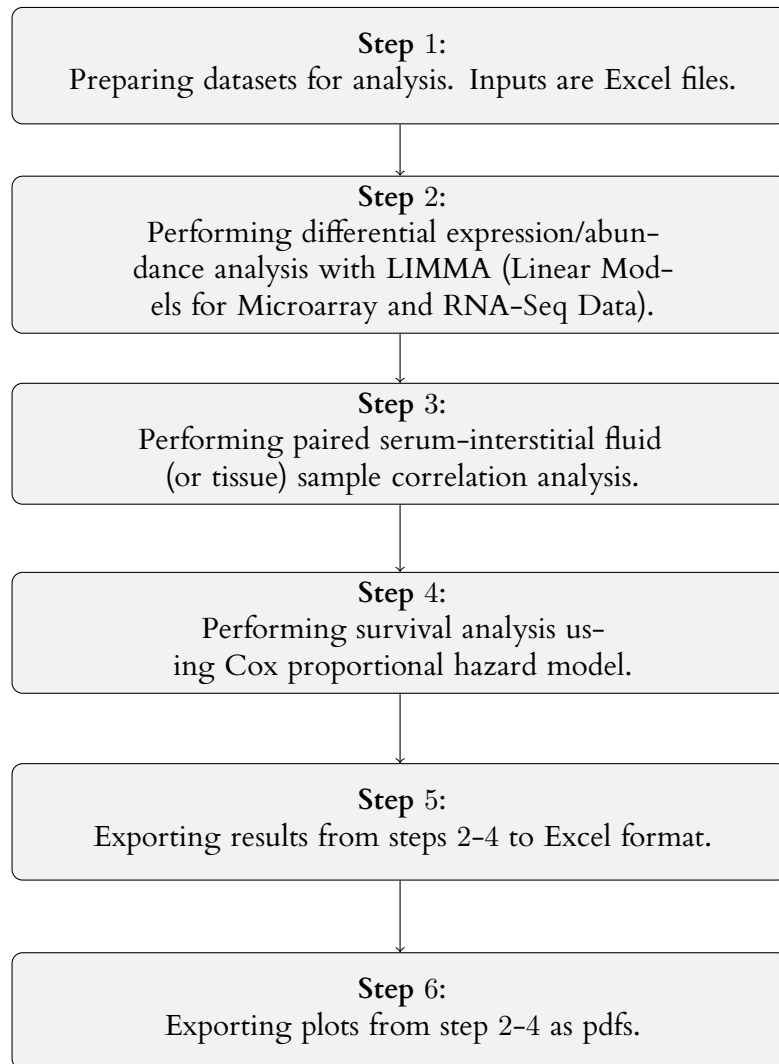 Step 1:
Preparing datasets for analysis. Inputs are Excel files.
Step 2:
Performing differential expression/abun-
dance analysis with LIMMA (Linear Mod-
els for Microarray and RNA-Seq Data).
Step 3:
Performing paired serum-interstitial fluid
(or tissue) sample correlation analysis.
Step 4:
Performing survival analysis us-
ing Cox proportional hazard model.
Step 5:
Exporting results from steps 2-4 to Excel format.
Step 6:
Exporting plots from step 2-4 as pdfs.